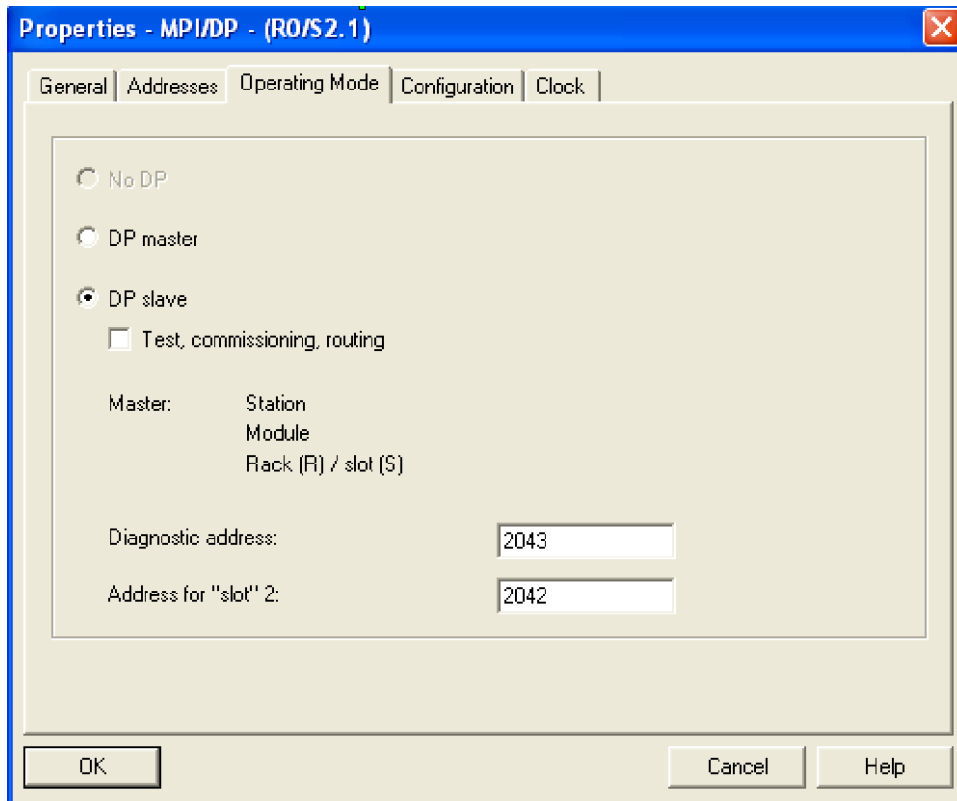 Properties - MPI/DP - (R0/S2.1)
General Addresses Operating Mode Configuration Clock
No DP
DP master
DP slave
Test, commissioning, routing
Master: Station
Module
Rack (R) / slot (S)
Diagnostic address: 2043
Address for "slot" 2: 2042
OK Cancel Help